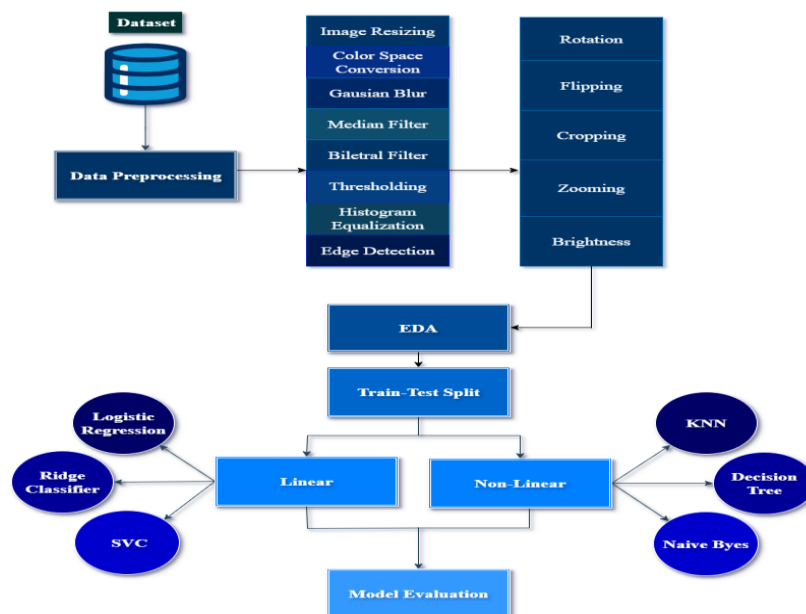 Dataset
Data Preprocessing
Image Resizing
Color Space
Conversion
Gausian Blur
Median Filter
Biletral Filter
Thresholding
Histogram
Equalization
Edge Detection
Rotation
Flipping
Cropping
Zooming
Brightness
EDA
Train-Test Split
Linear
Non-Linear
Logistic
Regression
Ridge
Classifier
SVC
KNN
Decision
Tree
Naive Byes
Model Evaluation